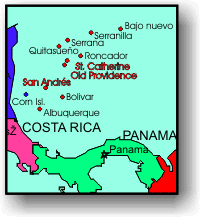 Bajo nuevo
Serranilla
Serrana
Quitasueño
Roncador
St. Catherine
Old Providence
San Andrés
Corn Isl.
Bolivar
Albuquerque
COSTA RICA
PANAMA
Panama